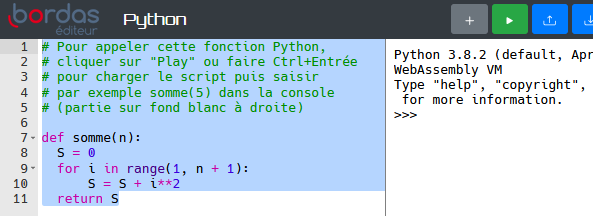 bordas
éditeur
Python
1 # Pour appeler cette fonction Python,
2 # cliquer sur "Play" ou faire Ctrl+Entrée
3 # pour charger le script puis saisir
4 # par exemple somme(5) dans la console
5 # (partie sur fond blanc à droite)
6
7 def somme(n):
8   S = 0
9   for i in range(1, n + 1):
10       S = S + i**2
11   return S
Python 3.8.2 (default, Apr
WebAssembly VM
Type "help", "copyright",
 for more information.
>>>